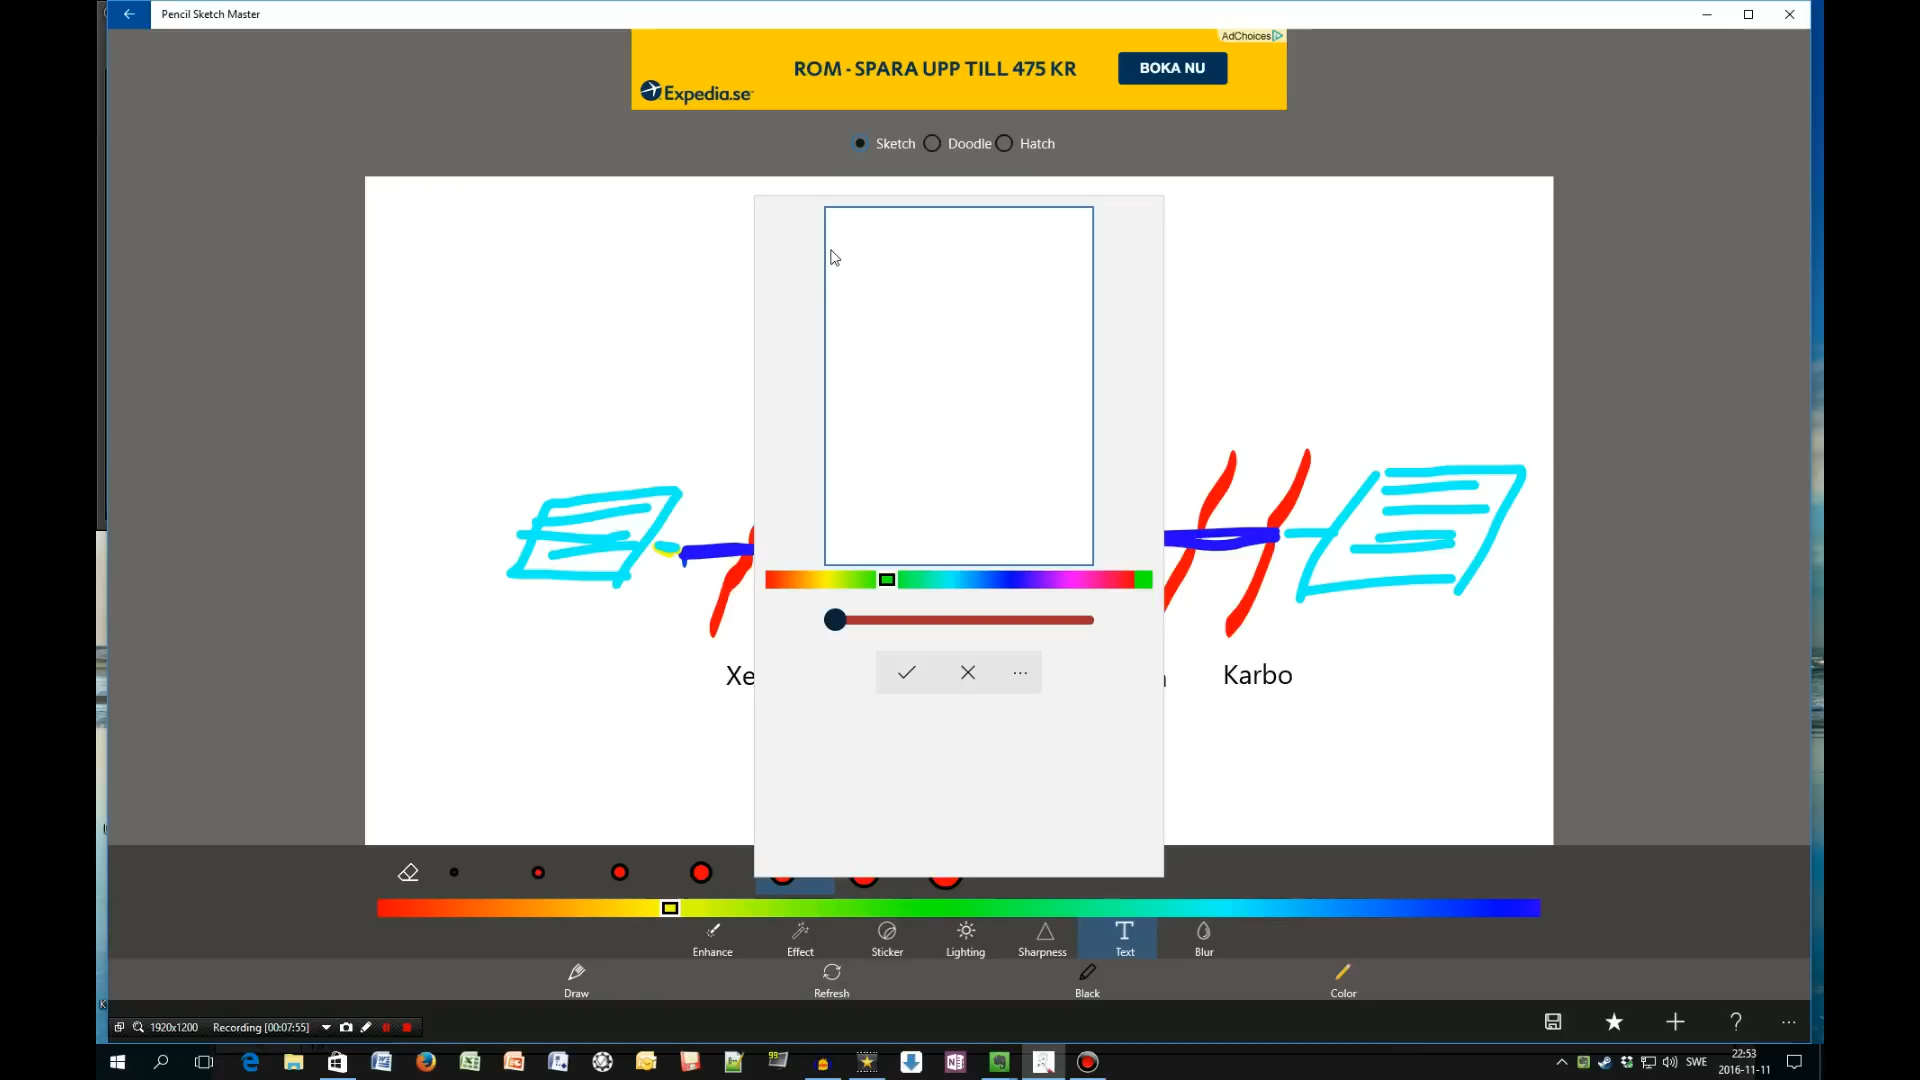 Pencil Sketch Master
AdChoices
ROM - SPARA UPP TILL 475 KR
BOKA NU
Expedia.se
Sketch Doodle Hatch
Xe
Karbo
Enhance Effect Sticker Lighting Sharpness Text Blur
Draw Refresh Black Color
1920x1200 Recording [00:07:55]
SWE
22:53
2016-11-11